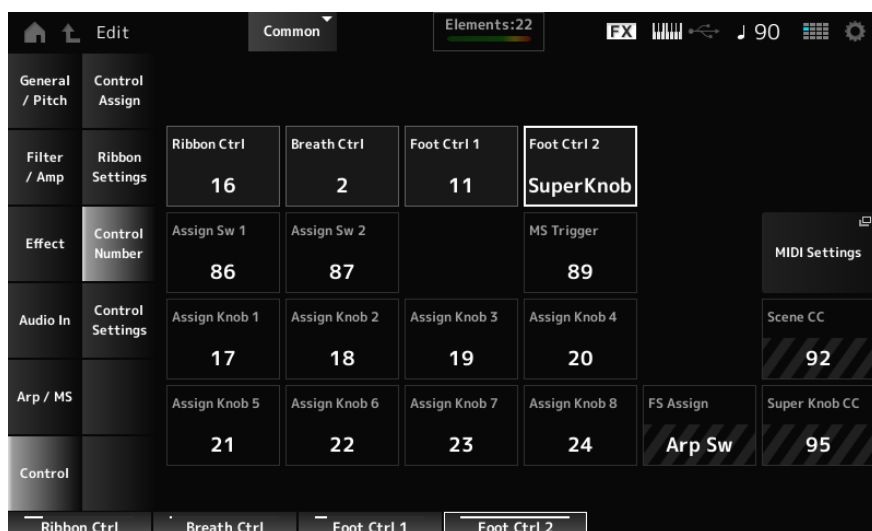 Edit
Common
Elements:22
FX
90
General
/ Pitch
Control
Assign
Filter
/ Amp
Ribbon
Settings
Ribbon Ctrl
Breath Ctrl
Foot Ctrl 1
Foot Ctrl 2
16
2
11
SuperKnob
Effect
Control
Number
Assign Sw 1
Assign Sw 2
MS Trigger
MIDI Settings
86
87
89
Audio In
Control
Settings
Assign Knob 1
Assign Knob 2
Assign Knob 3
Assign Knob 4
Scene CC
17
18
19
20
92
Arp / MS
Assign Knob 5
Assign Knob 6
Assign Knob 7
Assign Knob 8
FS Assign
Super Knob CC
21
22
23
24
Arp Sw
95
Control
Ribbon Ctrl
Breath Ctrl
Foot Ctrl 1
Foot Ctrl 2